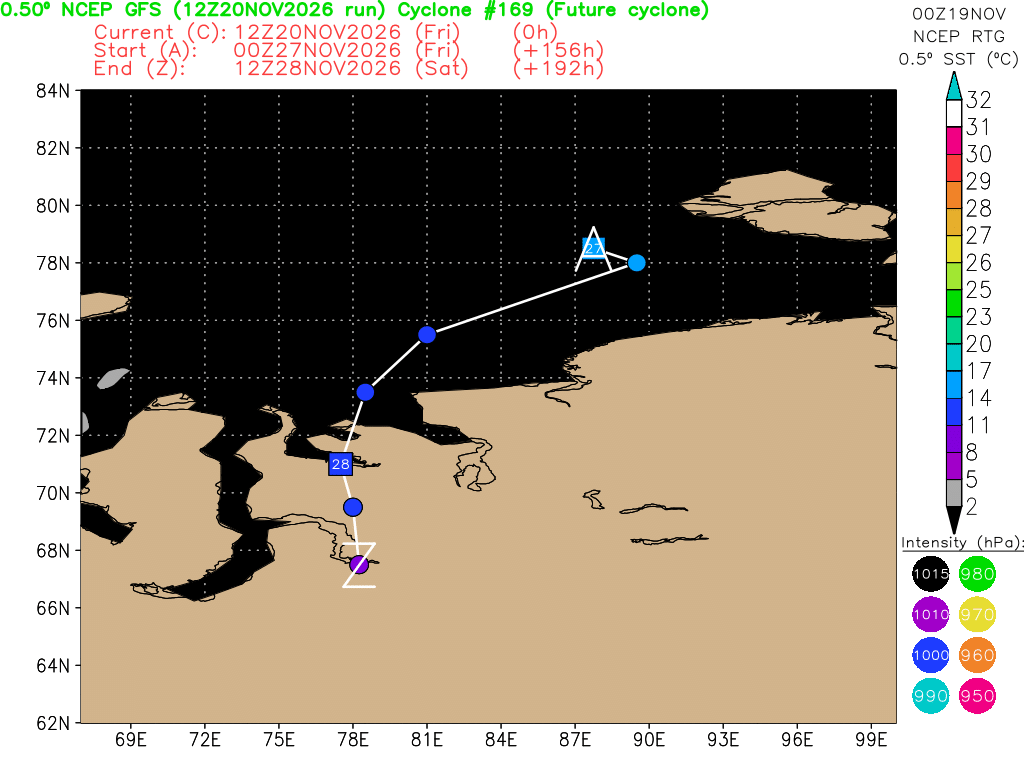 0.50º NCEP GFS (12Z20NOV2026 run) Cyclone #169 (Future cyclone)
Current (C): 12Z20NOV2026 (Fri) (0h)
Start (A): 00Z27NOV2026 (Fri) (+156h)
End (Z): 12Z28NOV2026 (Sat) (+192h)
00Z19NOV
NCEP RTG
0.5º SST (ºC)
32
31
30
29
28
27
26
25
23
20
17
14
11
8
5
2
84N
82N
80N
78N
76N
74N
72N
70N
68N
66N
64N
62N
69E 72E 75E 78E 81E 84E 87E 90E 93E 96E 99E
A
27
28
Z
Intensity (hPa):
1015 980
1010 970
1000 960
990 950